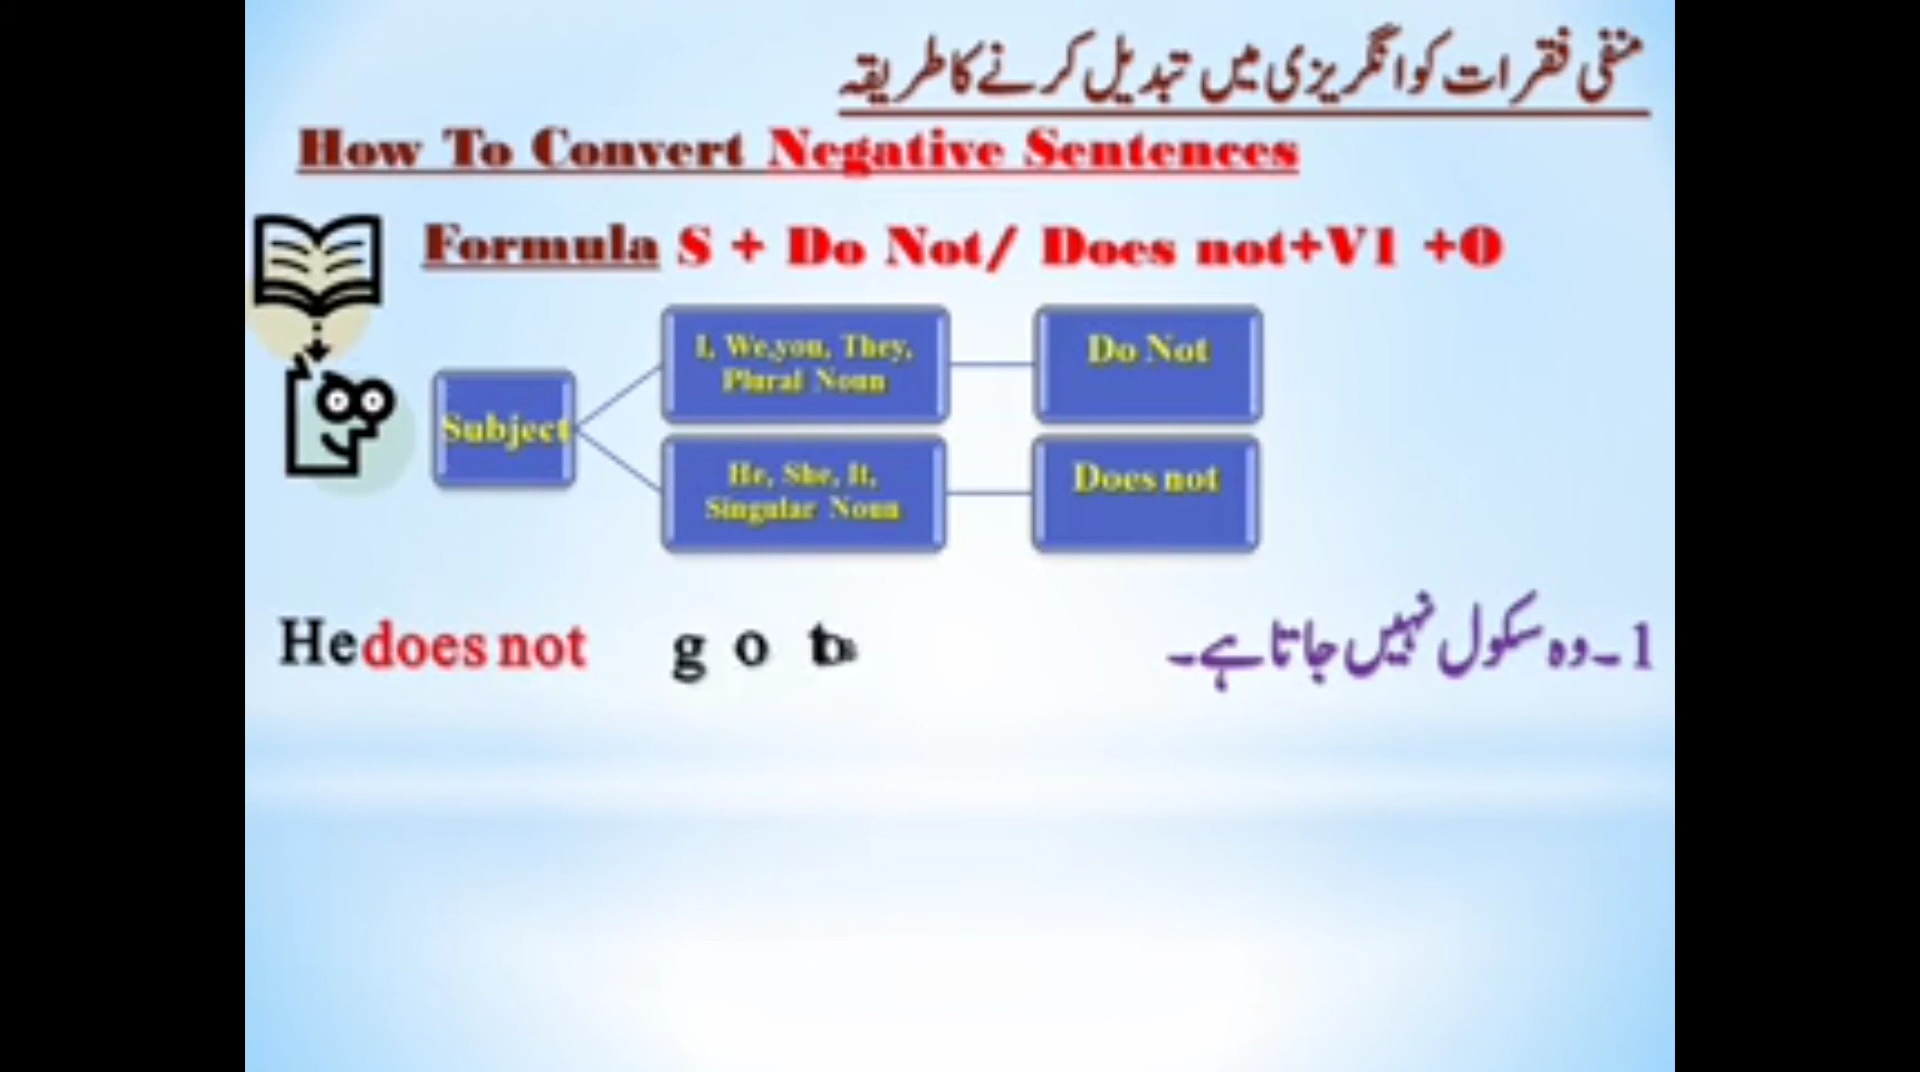 منفی فقرات کو انگریزی میں تبدیل کرنے کا طریقہ
How To Convert Negative Sentences
Formula S + Do Not/ Does not+V1 +O
Subject
I, We,you, They,
Plural Noun
Do Not
He, She, It,
Singular Noun
Does not
He does not go to
1۔وہ سکول نہیں جاتا ہے۔